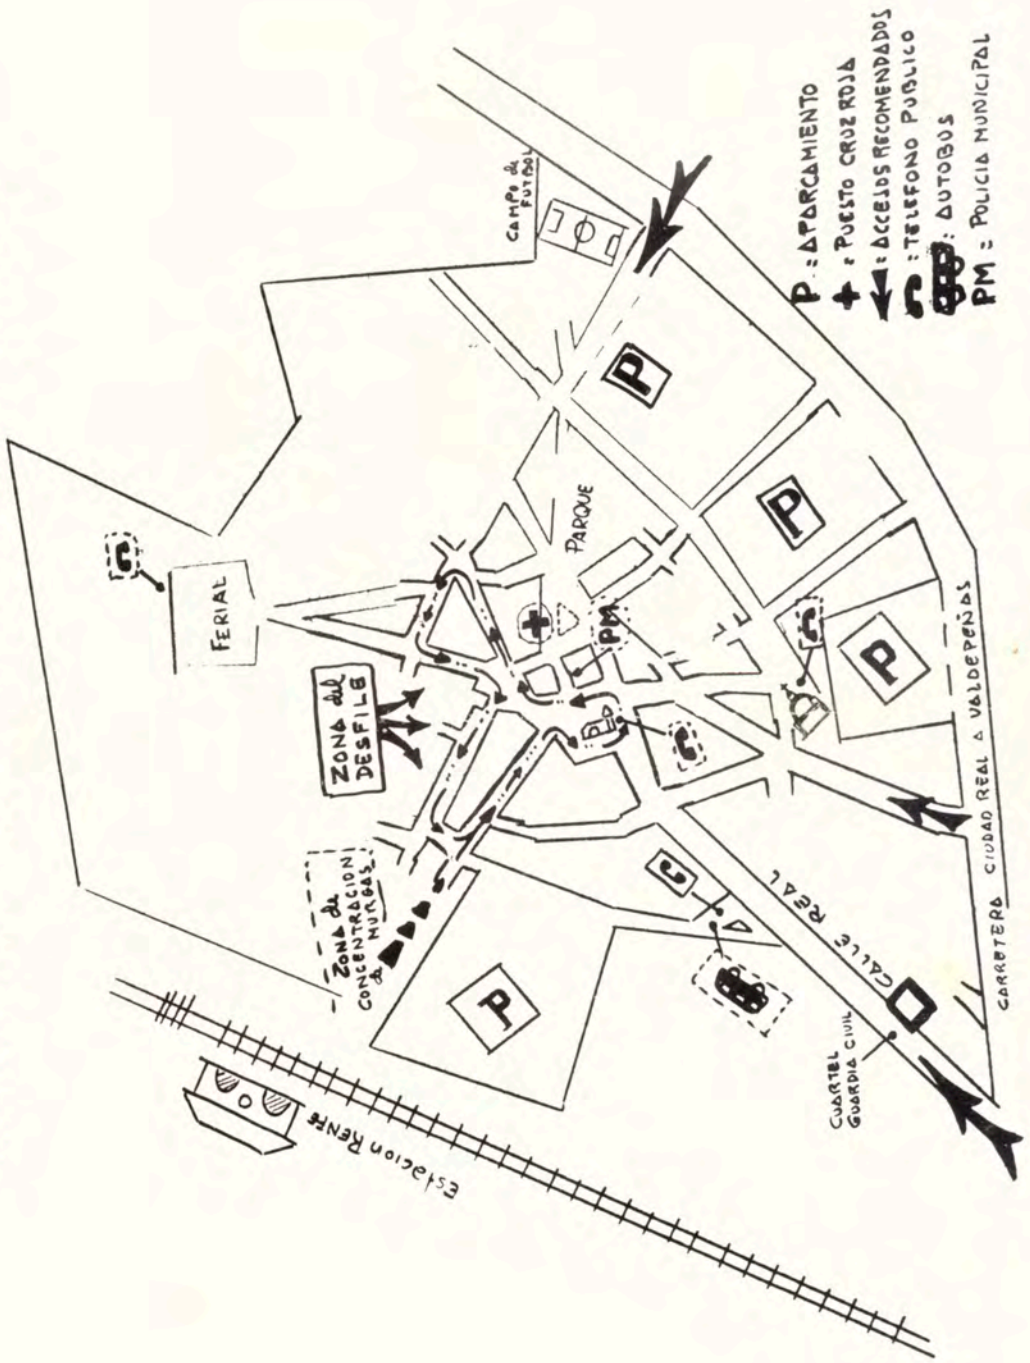 P : APARCAMIENTO
✚ : PUESTO CRUZ ROJA
: ACCESOS RECOMENDADOS
: TELEFONO PUBLICO
: AUTOBUS
PM : POLICIA MUNICIPAL
CAMPO de
FUTBOL
FERIAL
PARQUE
ZONA del
DESFILE
ZONA de
CONCENTRACION
de MURGAS
P
P
P
P
PM
C
CALLE REAL
CUARTEL
GUARDIA CIVIL
CARRETERA CIUDAD REAL A VALDEPEÑAS
Estacion RENFE